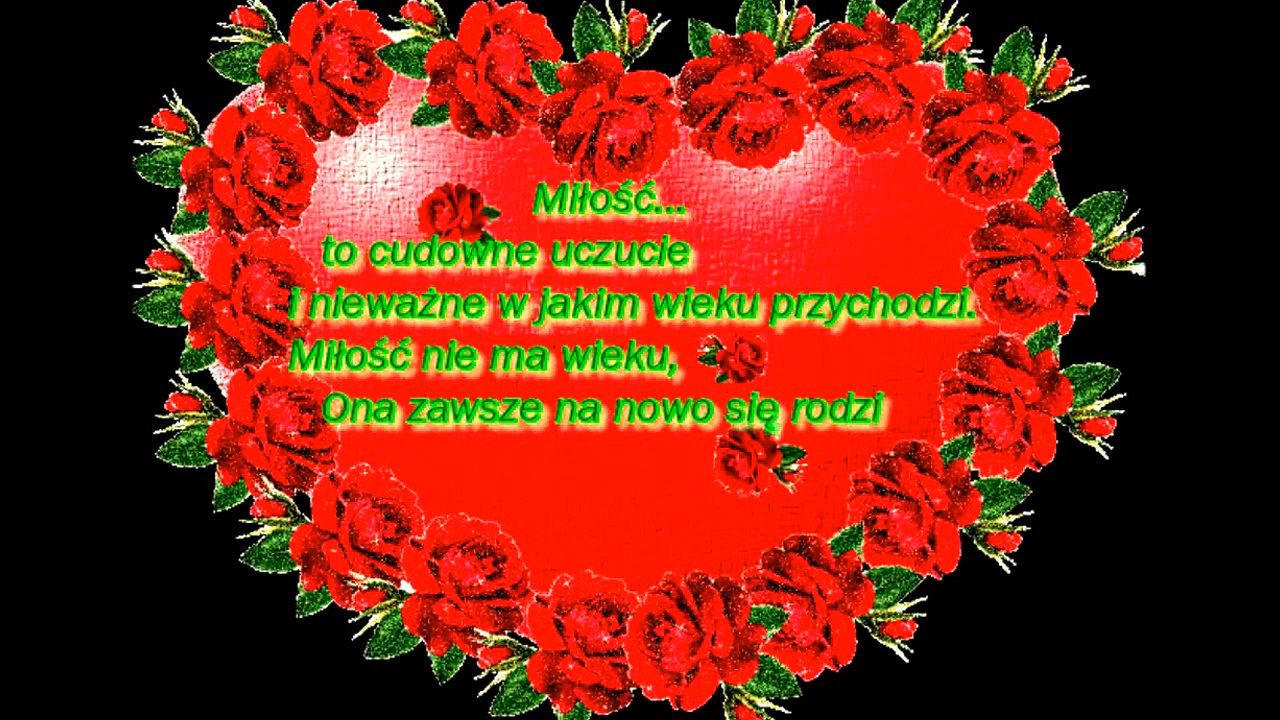 Miłość...
to cudowne uczucie
I nieważne w jakim wieku przychodzi.
Miłość nie ma wieku,
Ona zawsze na nowo się rodzi